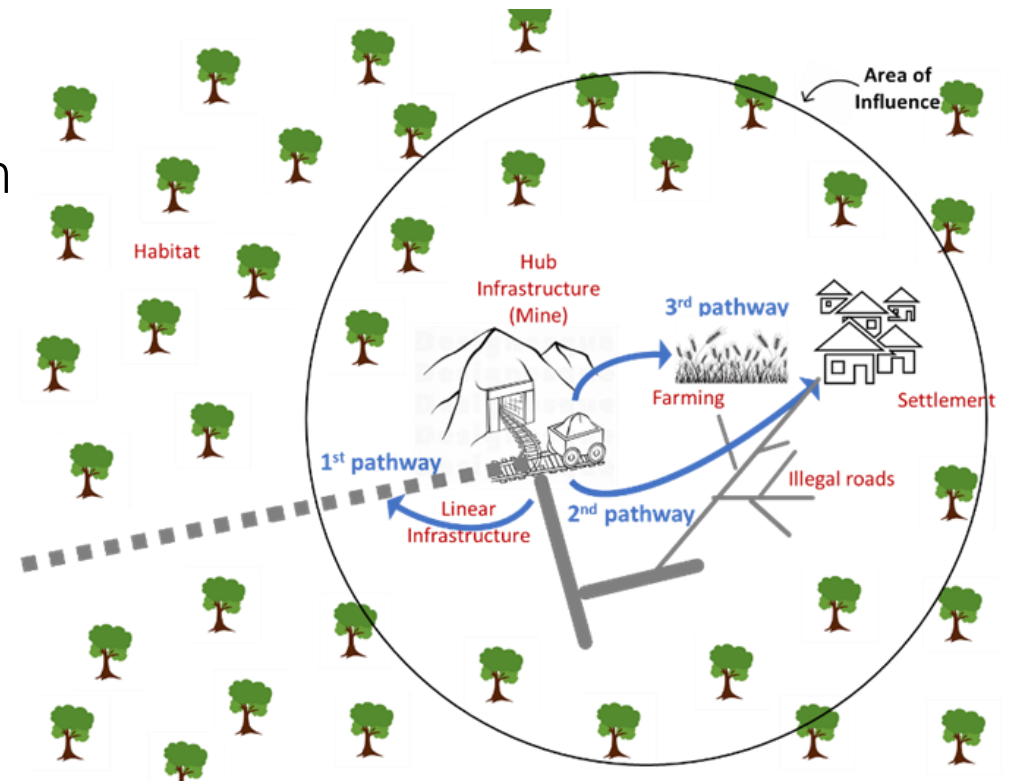 n
Area of
Influence
Habitat
Hub
Infrastructure
(Mine)
3rd pathway
Farming
Settlement
1st pathway
Illegal roads
Linear
Infrastructure
2nd pathway